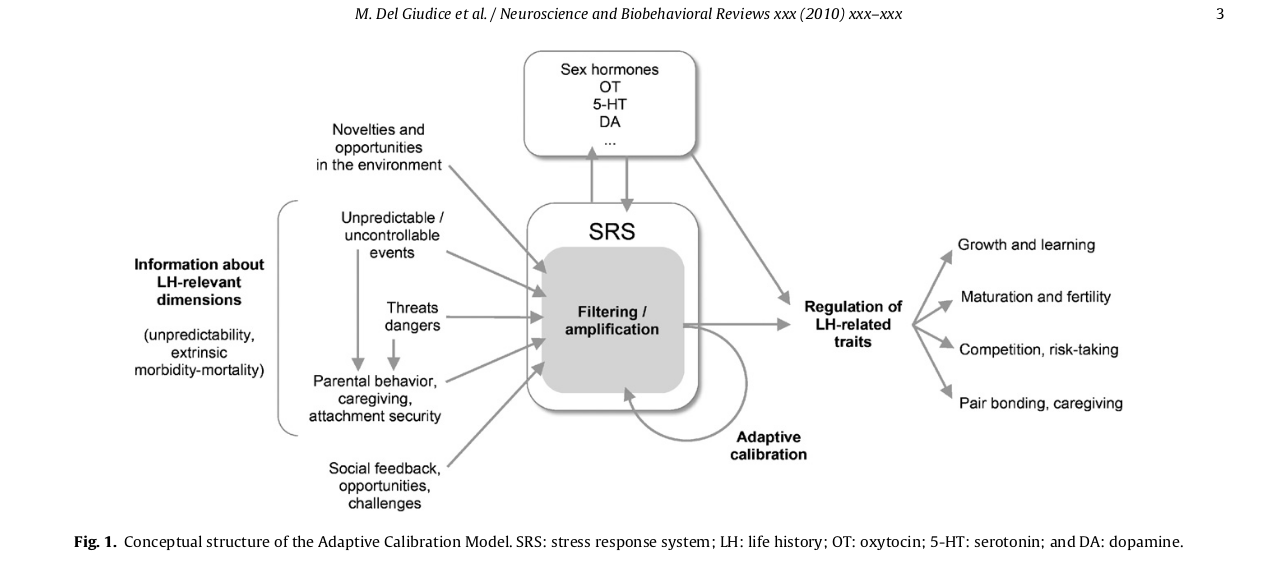 M. Del Giudice et al. / Neuroscience and Biobehavioral Reviews xxx (2010) xxx–xxx
3
Sex hormones
OT
5-HT
DA
...
Novelties and
opportunities
in the environment
Unpredictable /
uncontrollable
events
Threats
dangers
Parental behavior,
caregiving,
attachment security
Social feedback,
opportunities,
challenges
Information about
LH-relevant
dimensions
(unpredictability,
extrinsic
morbidity-mortality)
SRS
Filtering /
amplification
Adaptive
calibration
Regulation of
LH-related
traits
Growth and learning
Maturation and fertility
Competition, risk-taking
Pair bonding, caregiving
Fig. 1. Conceptual structure of the Adaptive Calibration Model. SRS: stress response system; LH: life history; OT: oxytocin; 5-HT: serotonin; and DA: dopamine.